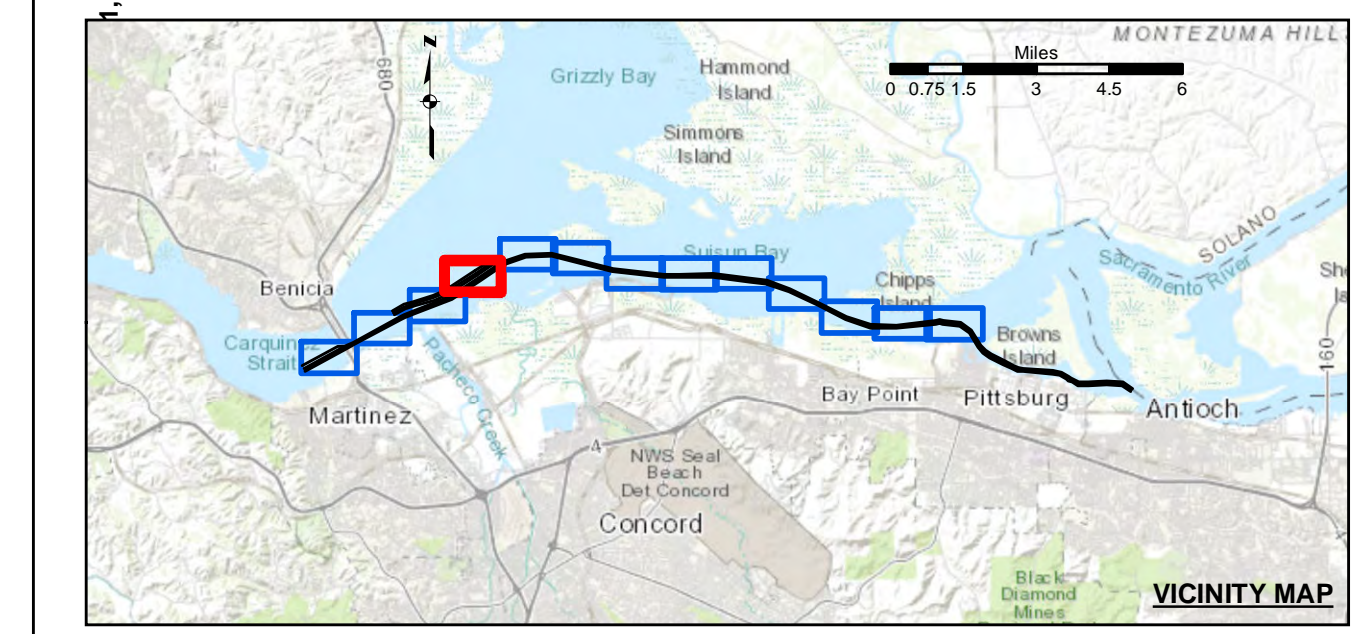 MONTEZUMA HILL
Miles
0 0.75 1.5 3 4.5 6
N
680
Grizzly Bay
Hammond
Island
Simmons
Island
SOLANO
Suisun Bay
Sacramento River
Chipps
Island
Benicia
Browns
Island
160
Carquinez
Strait
Pacheco Creek
Bay Point
Pittsburg
Antioch
Martinez
4
NWS Seal
Beach
Det Concord
Concord
Black
Diamond
Mines
VICINITY MAP